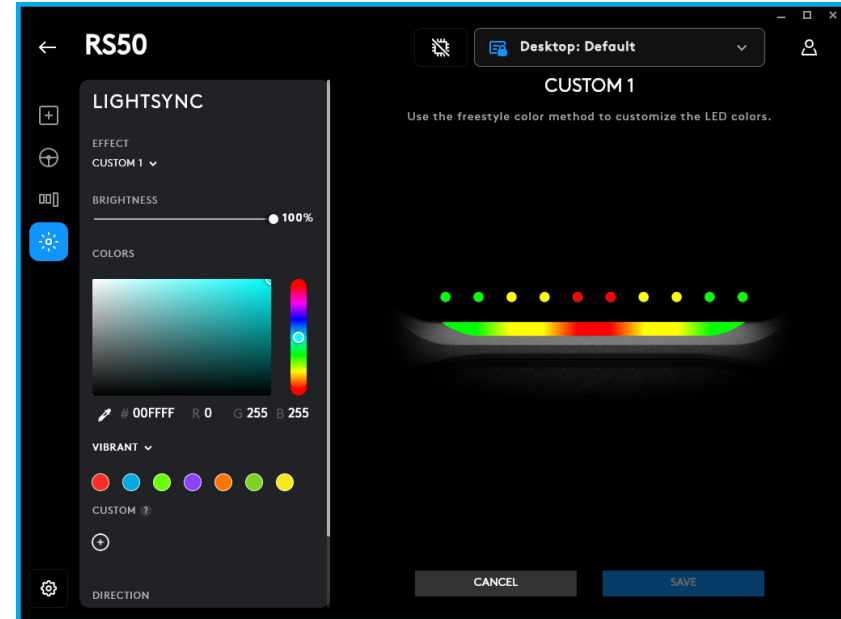 RS50
Desktop: Default
LIGHTSYNC
EFFECT
CUSTOM 1
BRIGHTNESS
100%
COLORS
# 00FFFF R 0 G 255 B 255
VIBRANT
CUSTOM ?
DIRECTION
CUSTOM 1
Use the freestyle color method to customize the LED colors.
CANCEL
SAVE